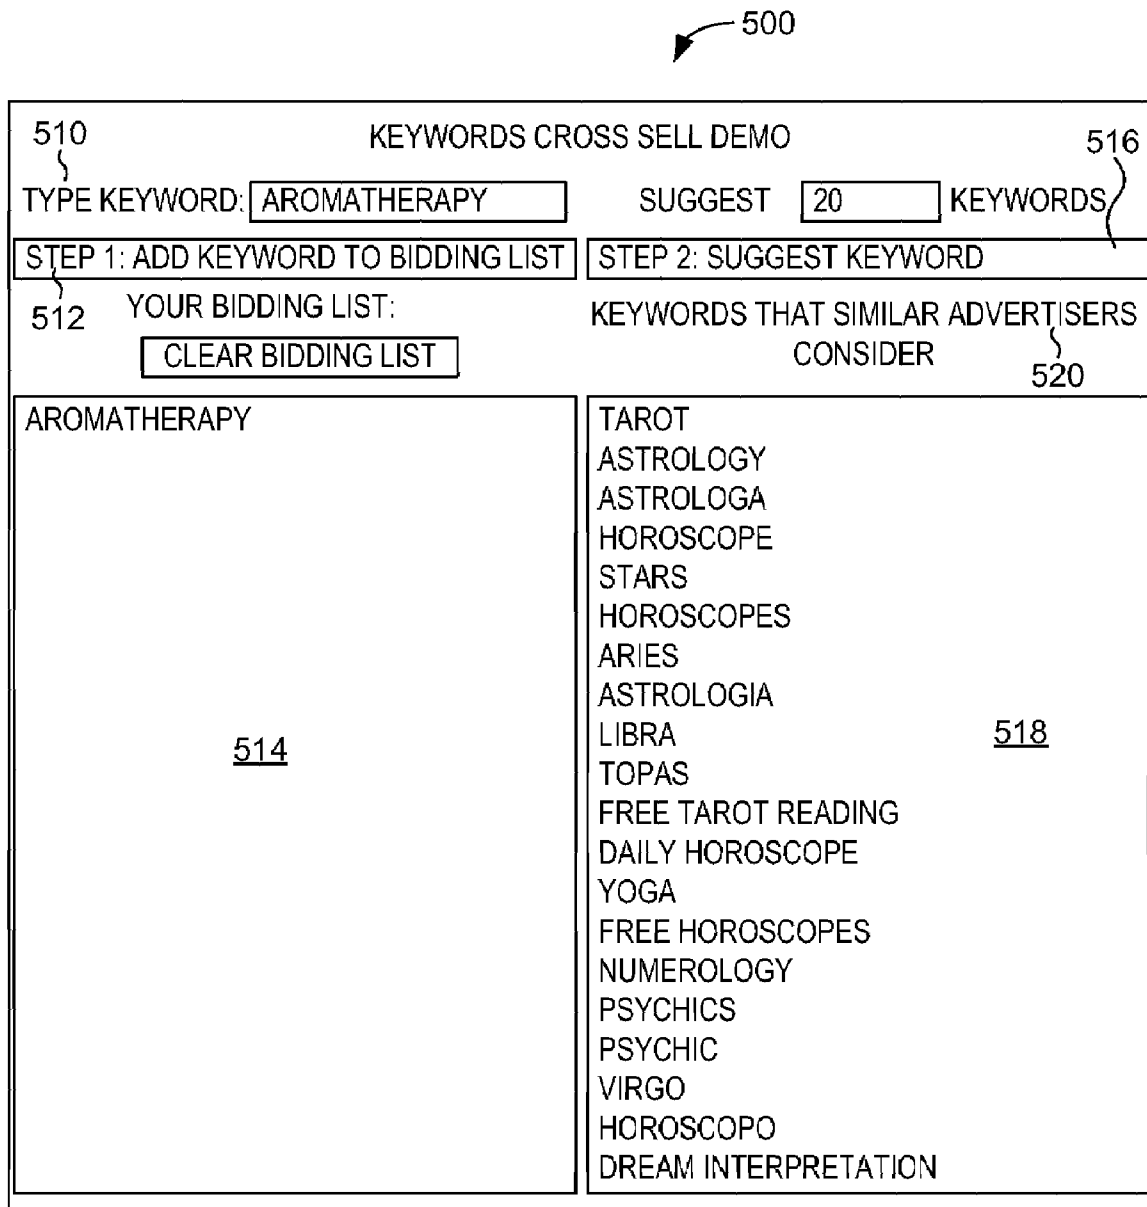 500
510
KEYWORDS CROSS SELL DEMO
516
TYPE KEYWORD: AROMATHERAPY SUGGEST 20 KEYWORDS
STEP 1: ADD KEYWORD TO BIDDING LIST STEP 2: SUGGEST KEYWORD
512
YOUR BIDDING LIST:
CLEAR BIDDING LIST
KEYWORDS THAT SIMILAR ADVERTISERS
CONSIDER
520
AROMATHERAPY
514
TAROT
ASTROLOGY
ASTROLOGA
HOROSCOPE
STARS
HOROSCOPES
ARIES
ASTROLOGIA
LIBRA
518
TOPAS
FREE TAROT READING
DAILY HOROSCOPE
YOGA
FREE HOROSCOPES
NUMEROLOGY
PSYCHICS
PSYCHIC
VIRGO
HOROSCOPO
DREAM INTERPRETATION